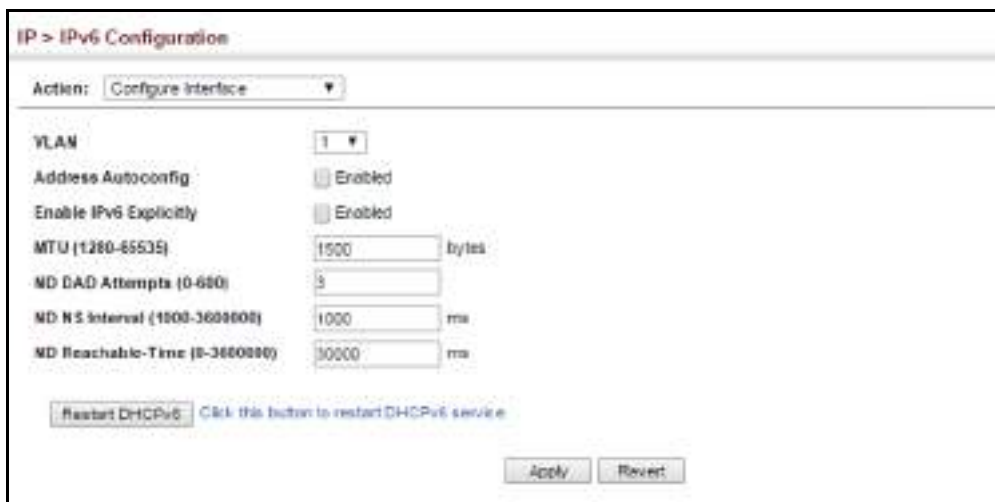 IP > IPv6 Configuration
Action: Configure Interface
VLAN 1
Address Autoconfig Enabled
Enable IPv6 Explicitly Enabled
MTU (1280-65535) 1500 bytes
ND DAD Attempts (0-600) 3
ND NS Interval (1000-3600000) 1000 ms
ND Reachable-Time (0-3600000) 30000 ms
Restart DHCPv6 Click this button to restart DHCPv6 service
Apply Revert